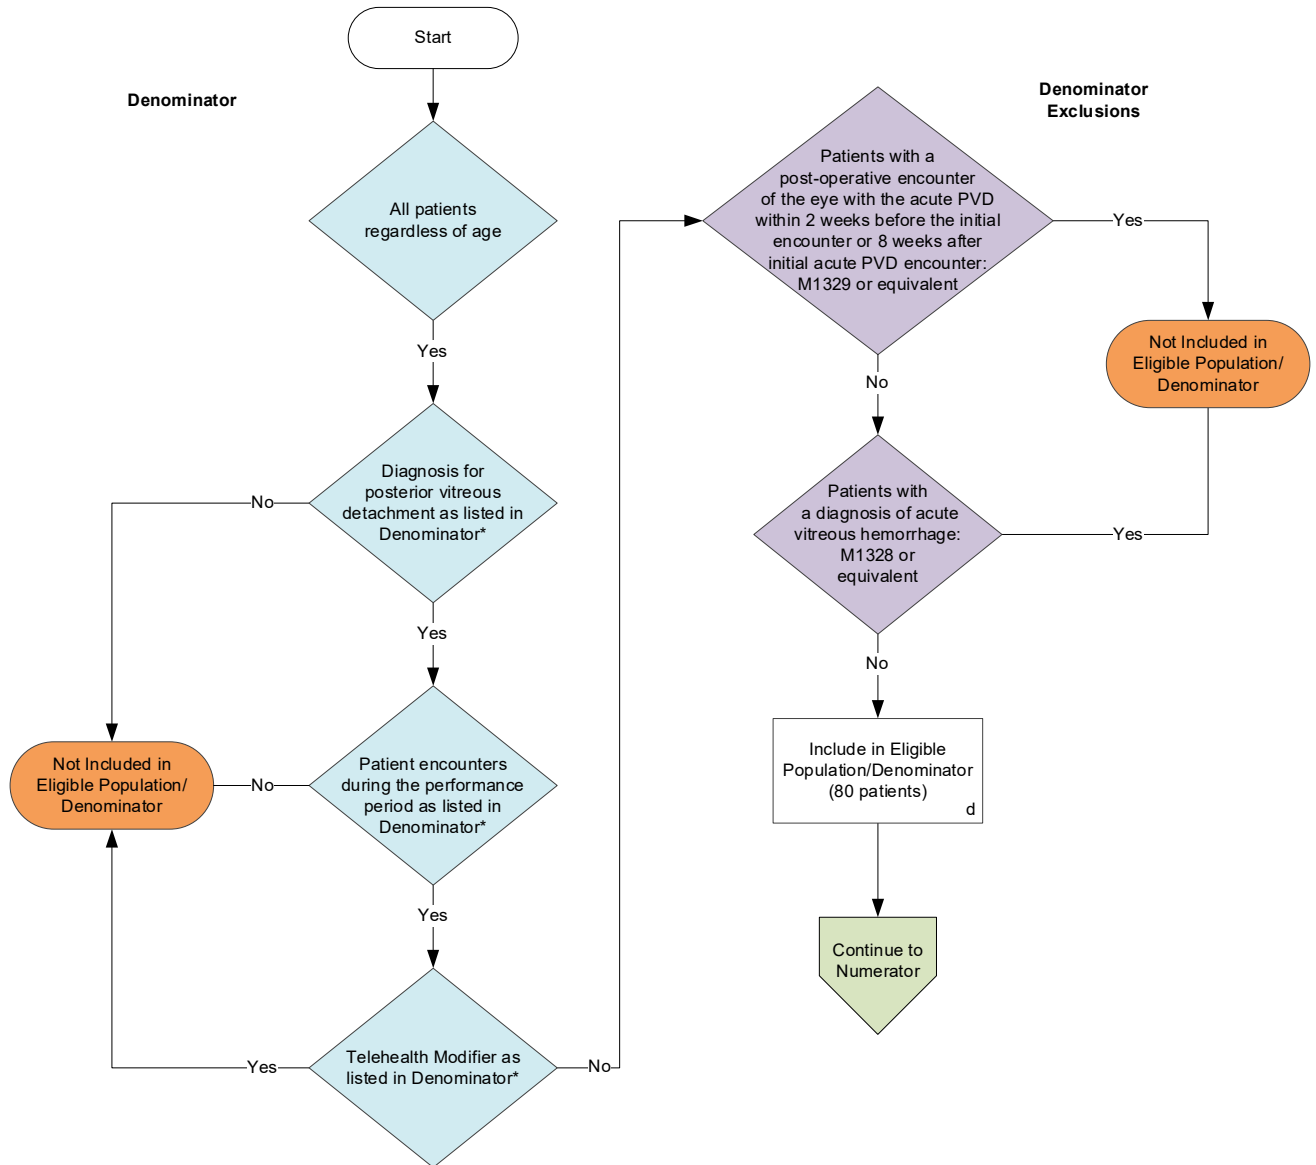 Start
Denominator
All patients
regardless of age
Yes
Diagnosis for
posterior vitreous
detachment as listed in
Denominator*
No
Yes
Not Included in
Eligible Population/
Denominator
No
Patient encounters
during the performance
period as listed in
Denominator*
Yes
Telehealth Modifier as
listed in Denominator*
Yes
No
Denominator
Exclusions
Patients with a
post-operative encounter
of the eye with the acute PVD
within 2 weeks before the initial
encounter or 8 weeks after
initial acute PVD encounter:
M1329 or equivalent
Yes
Not Included in
Eligible Population/
Denominator
No
Patients with
a diagnosis of acute
vitreous hemorrhage:
M1328 or
equivalent
Yes
No
Include in Eligible
Population/Denominator
(80 patients)
d
Continue to
Numerator